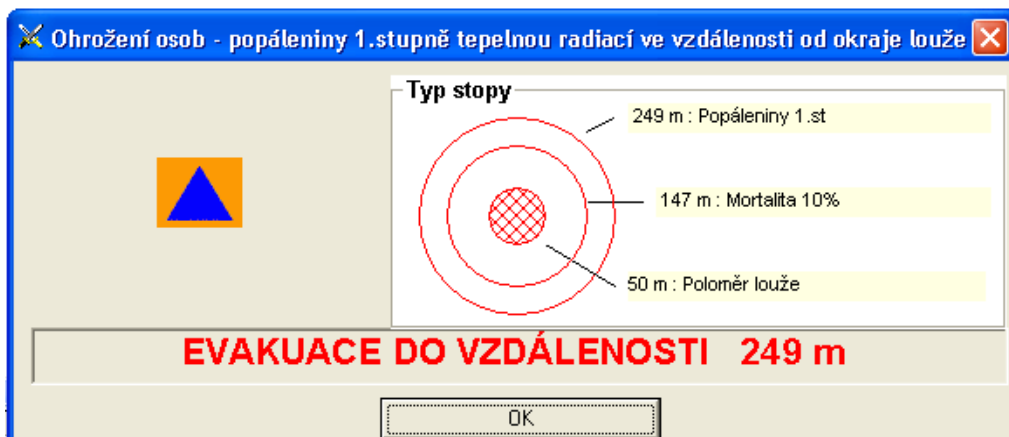 Ohrožení osob - popáleniny 1.stupně tepelnou radiací ve vzdálenosti od okraje louže
Typ stopy
249 m : Popáleniny 1.st
147 m : Mortalita 10%
50 m : Poloměr louže
EVAKUACE DO VZDÁLENOSTI 249 m
OK